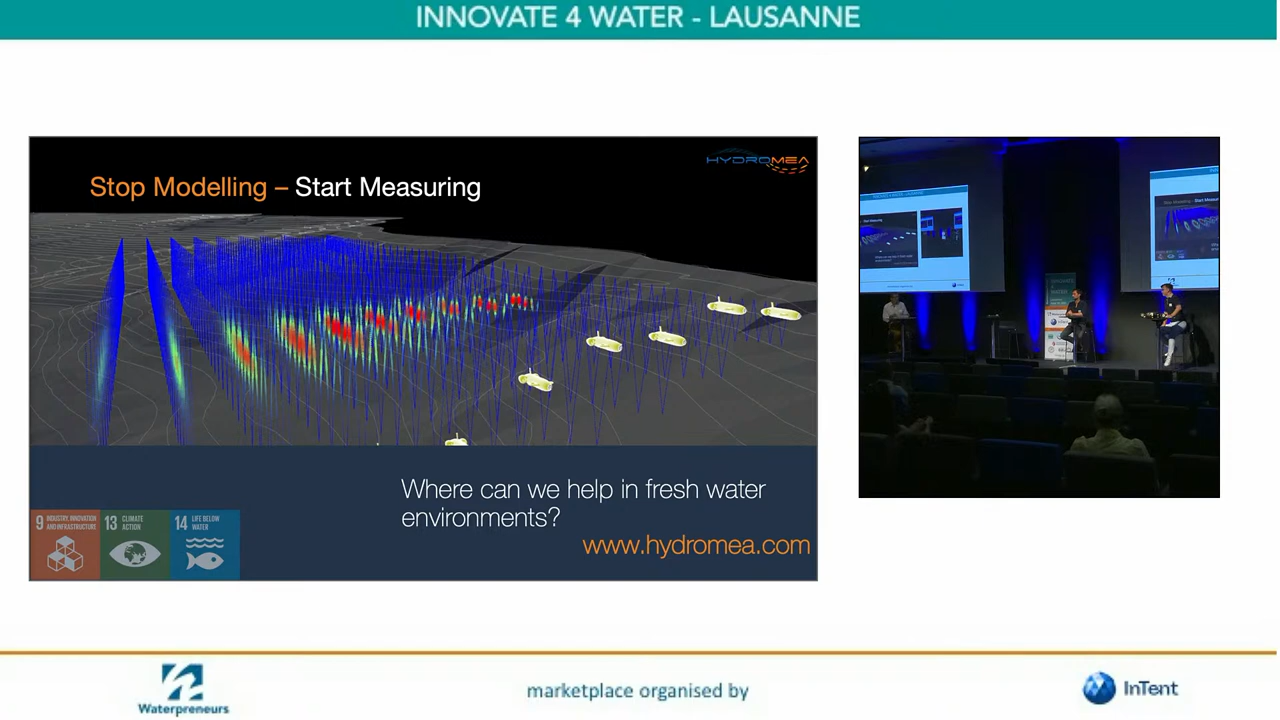 INNOVATE 4 WATER - LAUSANNE
HYDROMEA
Stop Modelling – Start Measuring
Where can we help in fresh water
environments?
www.hydromea.com
9 INDUSTRY, INNOVATION
AND INFRASTRUCTURE
13 CLIMATE
ACTION
14 LIFE BELOW
WATER
Waterpreneurs
marketplace organised by
InTent